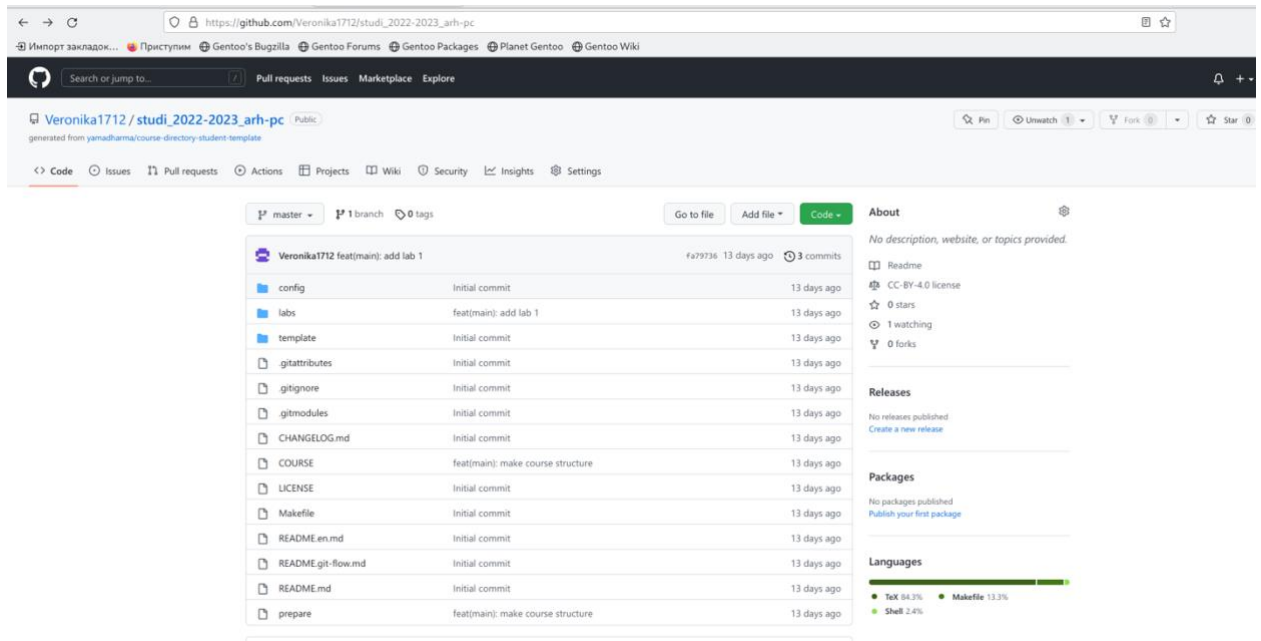 https://github.com/Veronika1712/studi_2022-2023_arh-pc
Импорт закладок... Приступим Gentoo's Bugzilla Gentoo Forums Gentoo Packages Planet Gentoo Gentoo Wiki
Search or jump to... / Pull requests Issues Marketplace Explore
Veronika1712 / studi_2022-2023_arh-pc Public Pin Unwatch 1 Fork 0 Star 0
generated from yamadharma/course-directory-student-template
Code Issues Pull requests Actions Projects Wiki Security Insights Settings
master 1 branch 0 tags Go to file Add file Code
Veronika1712 feat(main): add lab 1 fa79736 13 days ago 3 commits
config Initial commit 13 days ago
labs feat(main): add lab 1 13 days ago
template Initial commit 13 days ago
.gitattributes Initial commit 13 days ago
.gitignore Initial commit 13 days ago
.gitmodules Initial commit 13 days ago
CHANGELOG.md Initial commit 13 days ago
COURSE feat(main): make course structure 13 days ago
LICENSE Initial commit 13 days ago
Makefile Initial commit 13 days ago
README.en.md Initial commit 13 days ago
README.git-flow.md Initial commit 13 days ago
README.md Initial commit 13 days ago
prepare feat(main): make course structure 13 days ago
About
No description, website, or topics provided.
Readme
CC-BY-4.0 license
0 stars
1 watching
0 forks
Releases
No releases published
Create a new release
Packages
No packages published
Publish your first package
Languages
TeX 84.3% Makefile 13.3%
Shell 2.4%